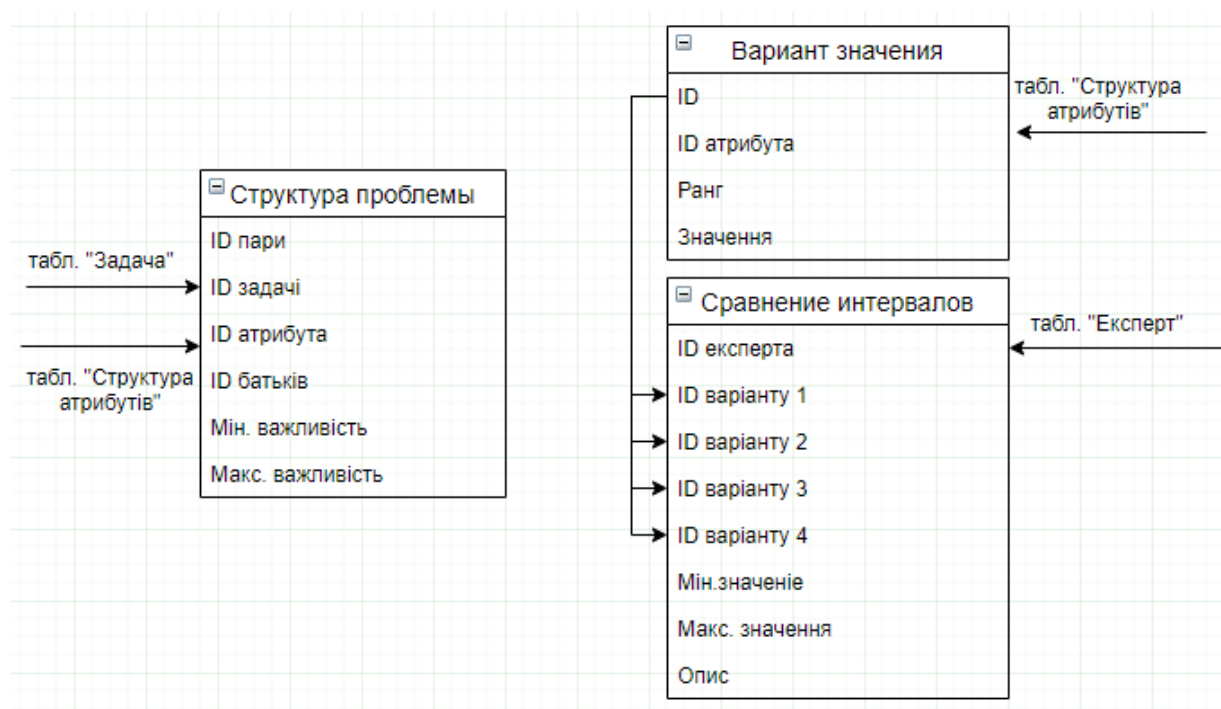 табл. "Задача"
табл. "Структура
атрибутів"
Структура проблемы
ID пари
ID задачі
ID атрибута
ID батьків
Мін. важливість
Макс. важливість
Вариант значения
ID
ID атрибута
Ранг
Значення
табл. "Структура
атрибутів"
Сравнение интервалов
ID експерта
ID варіанту 1
ID варіанту 2
ID варіанту 3
ID варіанту 4
Мін.значеніе
Макс. значення
Опис
табл. "Експерт"